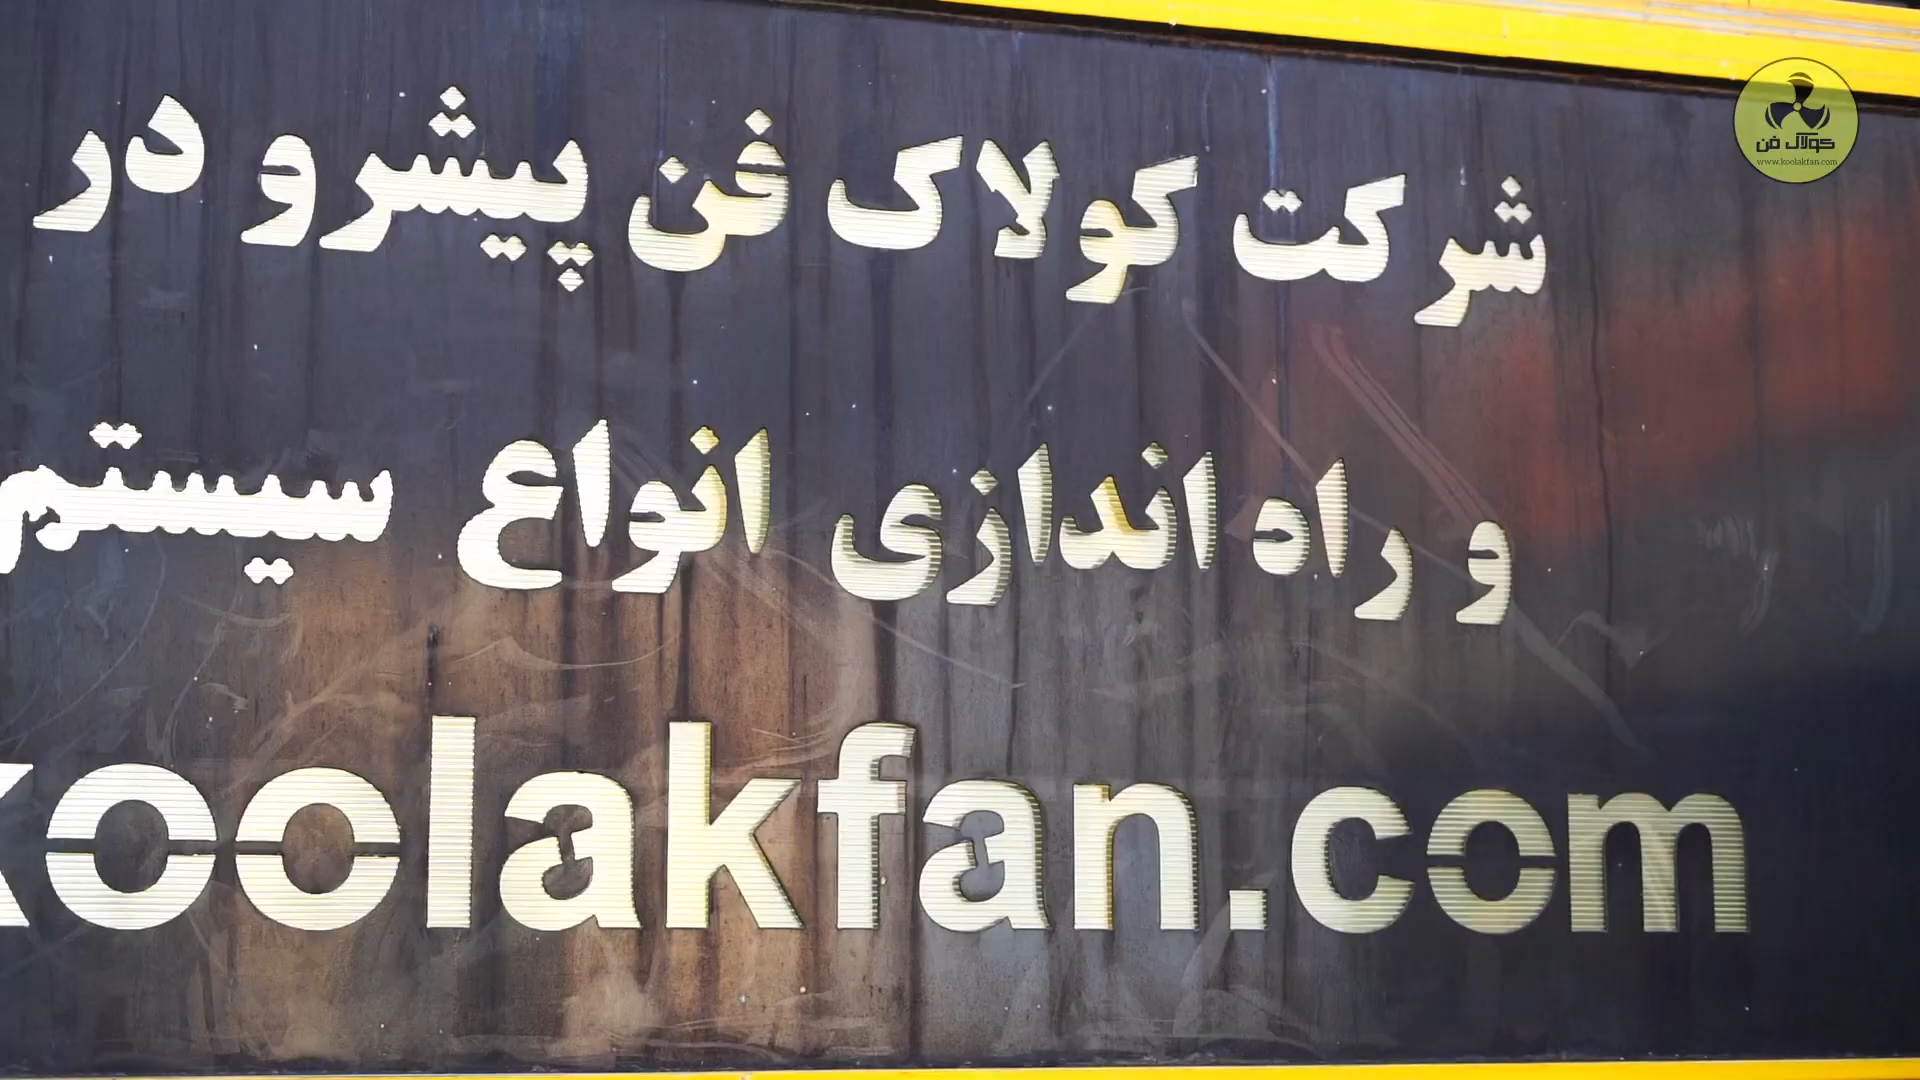 شرکت کولاک فن پیشرو در
و راه اندازی انواع سیستم
koolakfan.com
کولاک فن
www.koolakfan.com